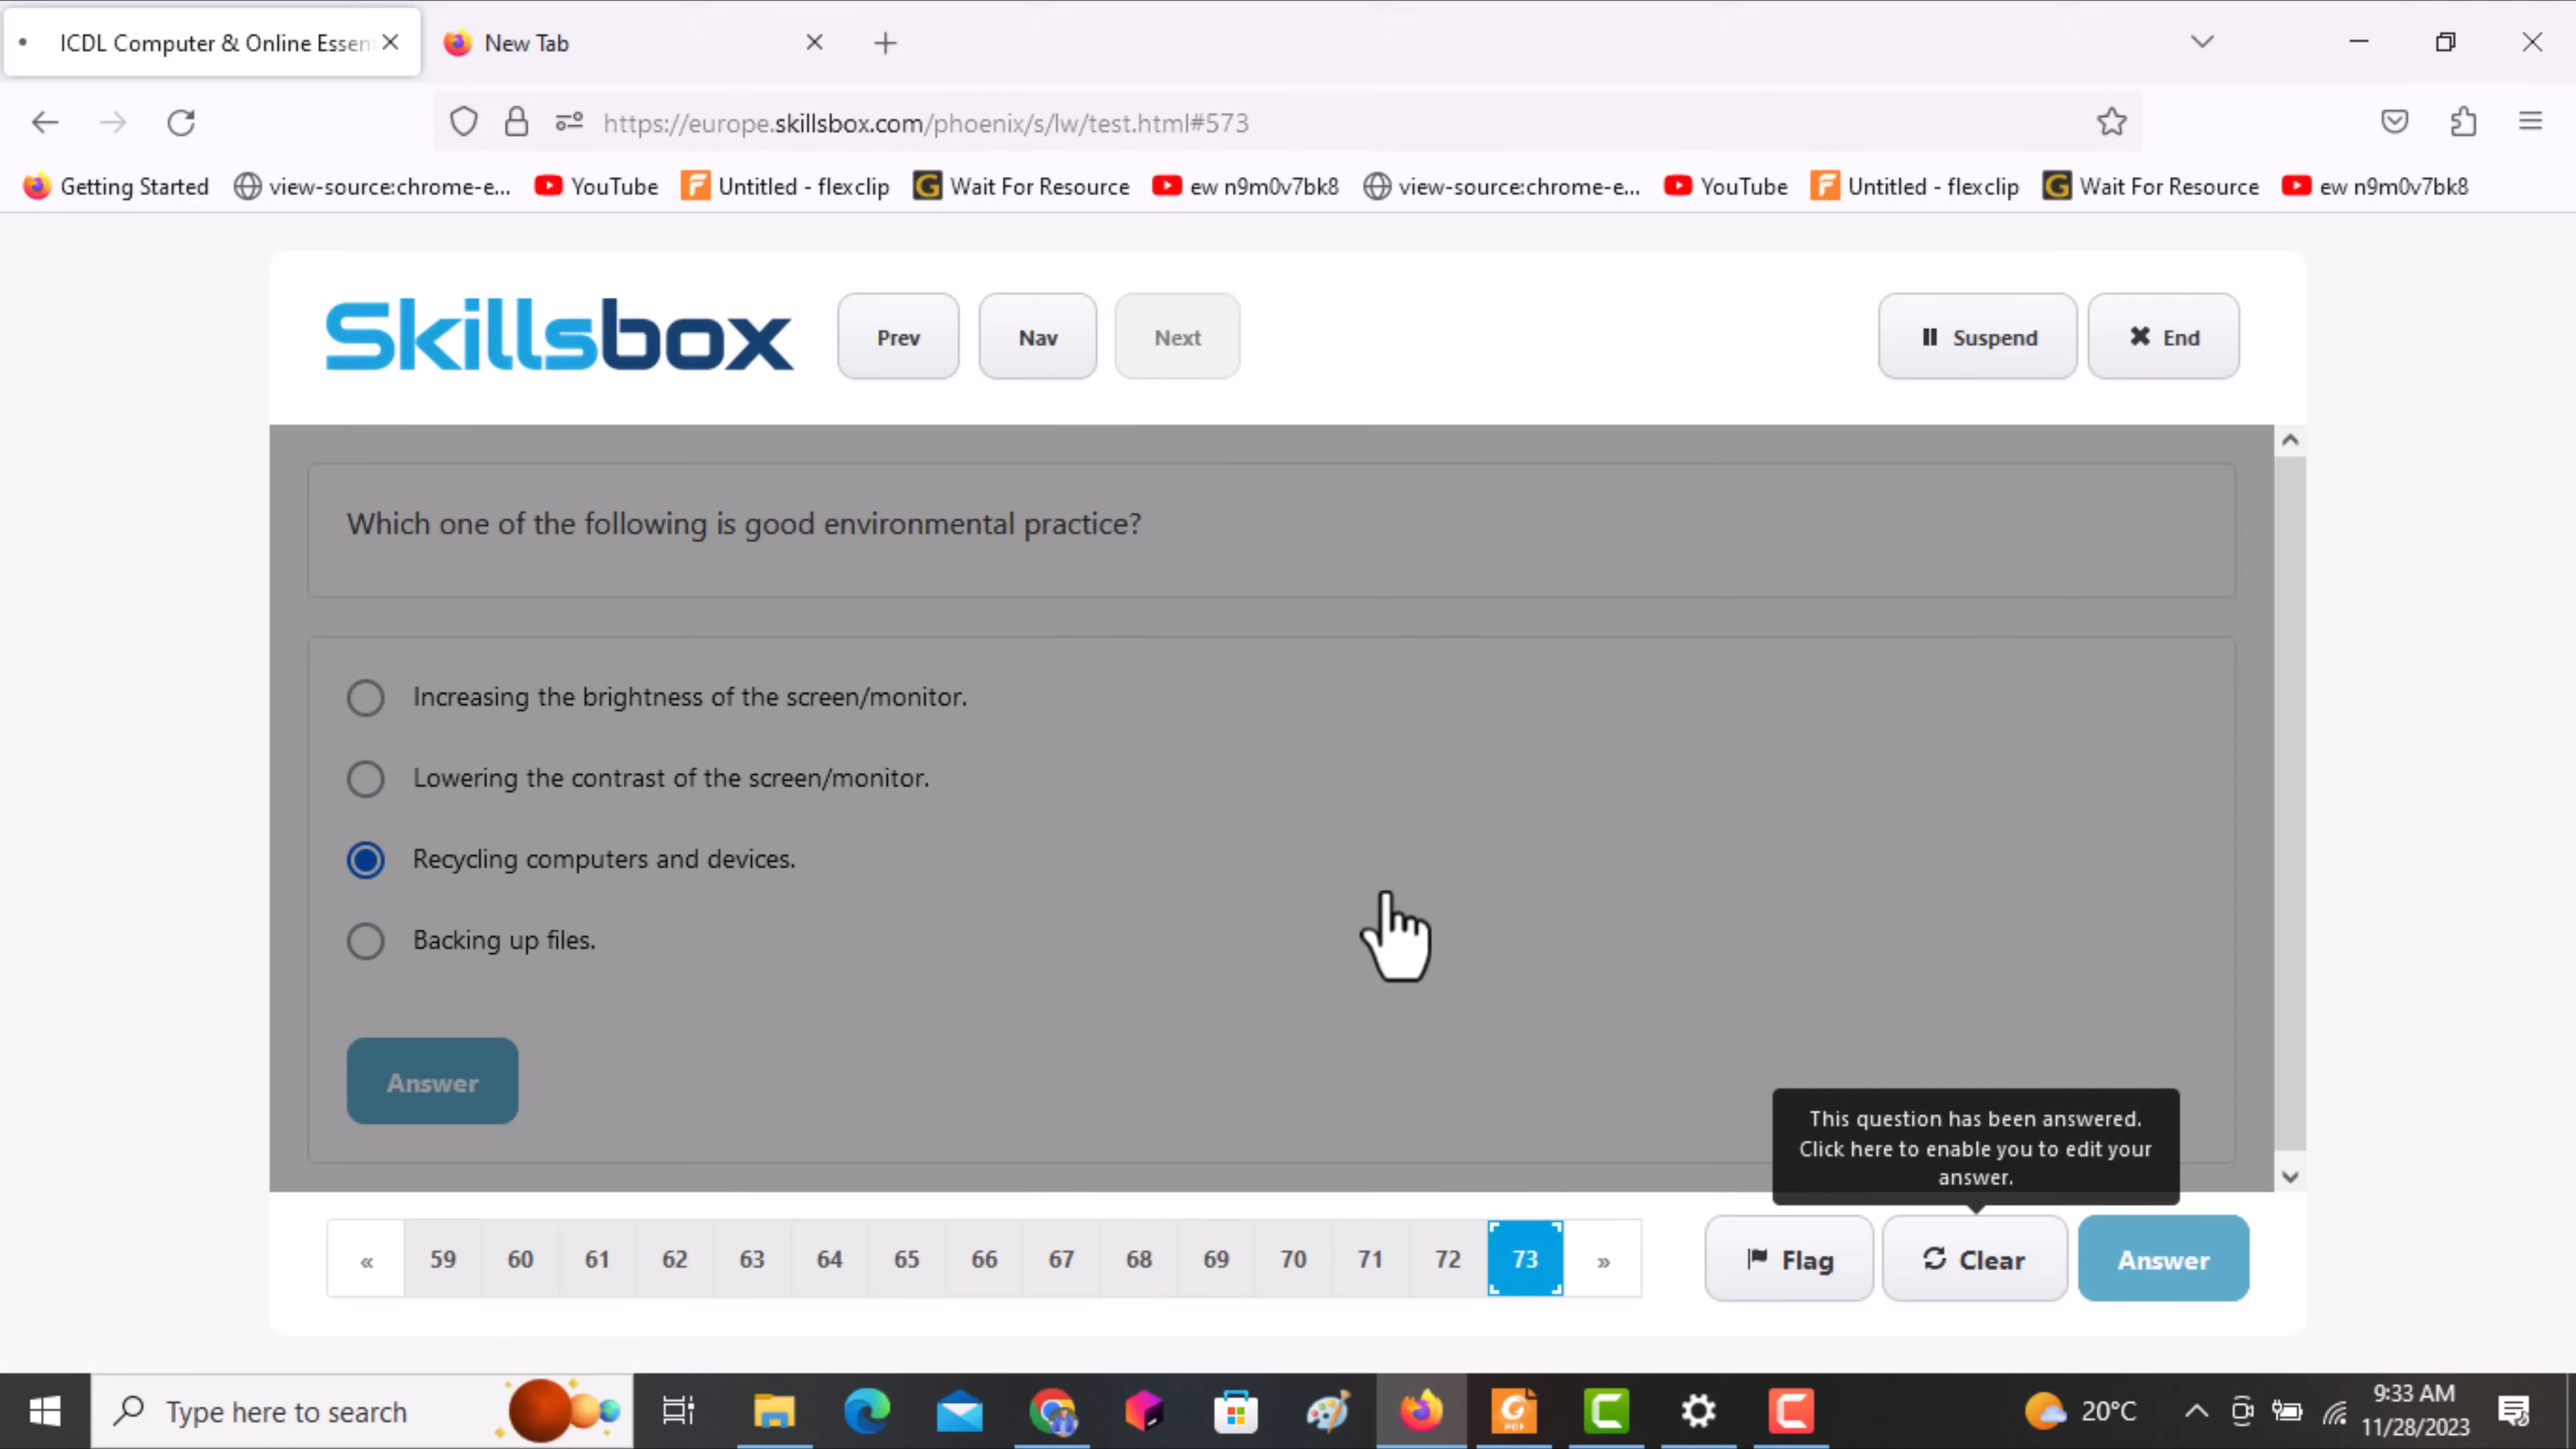 ICDL Computer & Online Essen
New Tab
https://europe.skillsbox.com/phoenix/s/lw/test.html#573
Getting Started
view-source:chrome-e...
YouTube
Untitled - flexclip
Wait For Resource
ew n9m0v7bk8
view-source:chrome-e...
YouTube
Untitled - flexclip
Wait For Resource
ew n9m0v7bk8
Skillsbox
Prev
Nav
Next
Suspend
End
Which one of the following is good environmental practice?
Increasing the brightness of the screen/monitor.
Lowering the contrast of the screen/monitor.
Recycling computers and devices.
Backing up files.
Answer
This question has been answered.
Click here to enable you to edit your
answer.
« 59 60 61 62 63 64 65 66 67 68 69 70 71 72 73 »
Flag
Clear
Answer
Type here to search
20°C
9:33 AM
11/28/2023